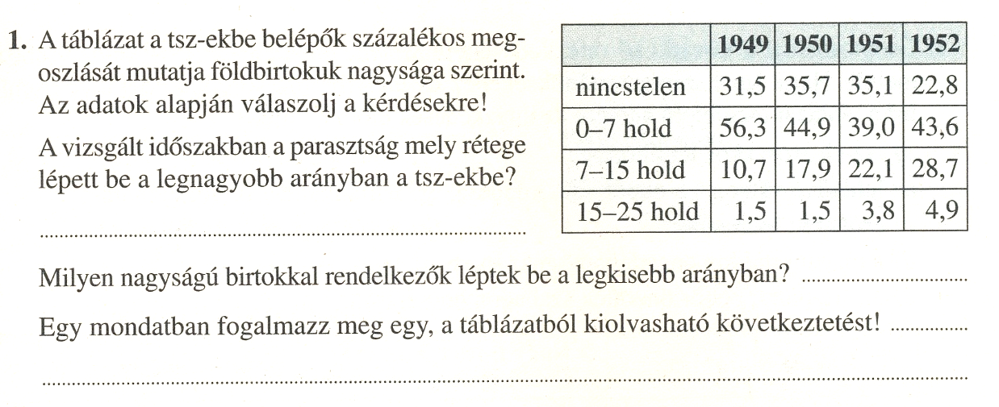 1. A táblázat a tsz-ekbe belépők százalékos meg-
oszlását mutatja földbirtokuk nagysága szerint.
Az adatok alapján válaszolj a kérdésekre!
A vizsgált időszakban a parasztság mely rétege
lépett be a legnagyobb arányban a tsz-ekbe?
1949 1950 1951 1952
nincstelen 31,5 35,7 35,1 22,8
0–7 hold 56,3 44,9 39,0 43,6
7–15 hold 10,7 17,9 22,1 28,7
15–25 hold 1,5 1,5 3,8 4,9
Milyen nagyságú birtokkal rendelkezők léptek be a legkisebb arányban?
Egy mondatban fogalmazz meg egy, a táblázatból kiolvasható következtetést!